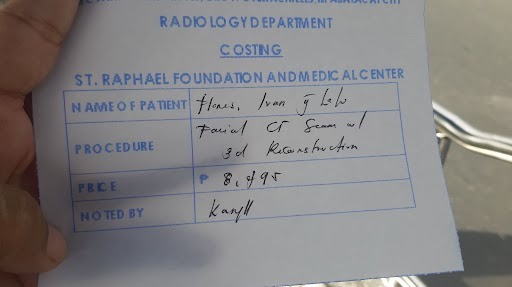 RADIOLOGY DEPARTMENT
COSTING
ST. RAPHAEL FOUNDATION AND MEDICAL CENTER
NAME OF PATIENT Flores, Ivan y
PROCEDURE Facial CT Scan w/
3d Reconstruction
PRICE ₱ 8,995
NOTED BY